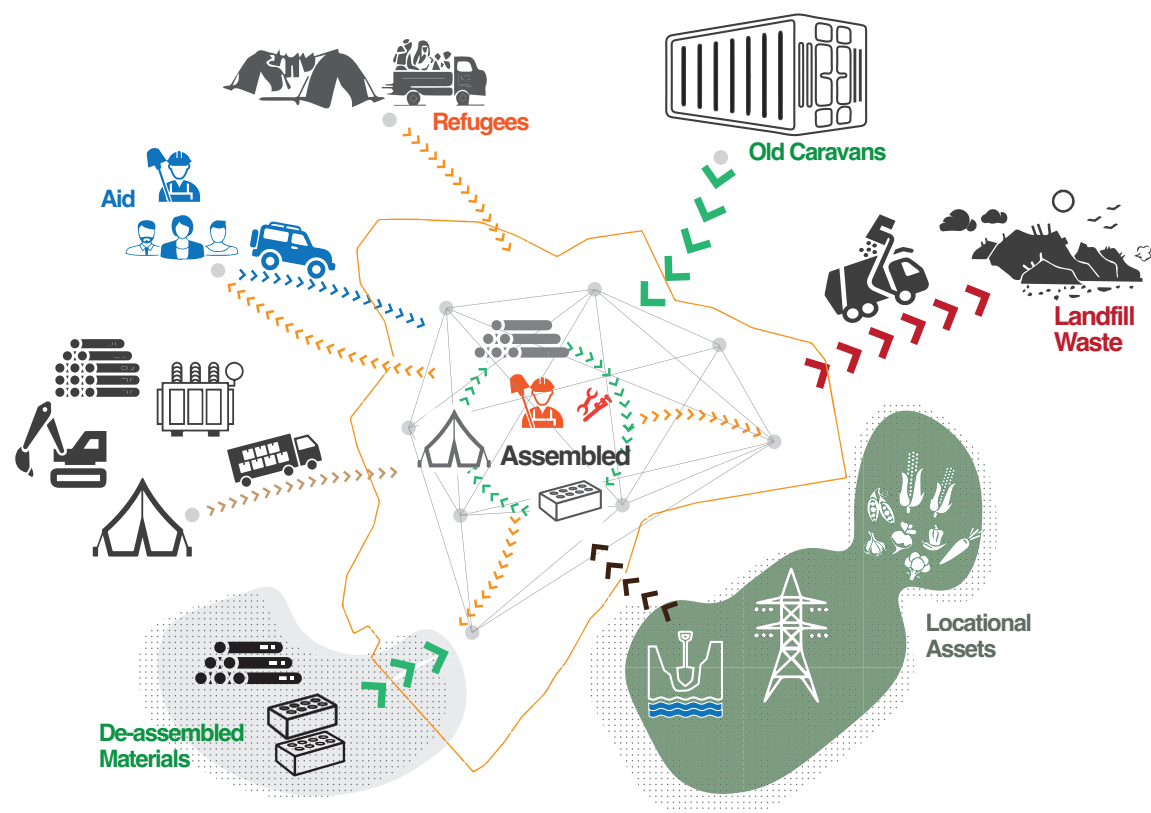 Refugees
Old Caravans
Aid
Landfill
Waste
Assembled
Locational
Assets
De-assembled
Materials